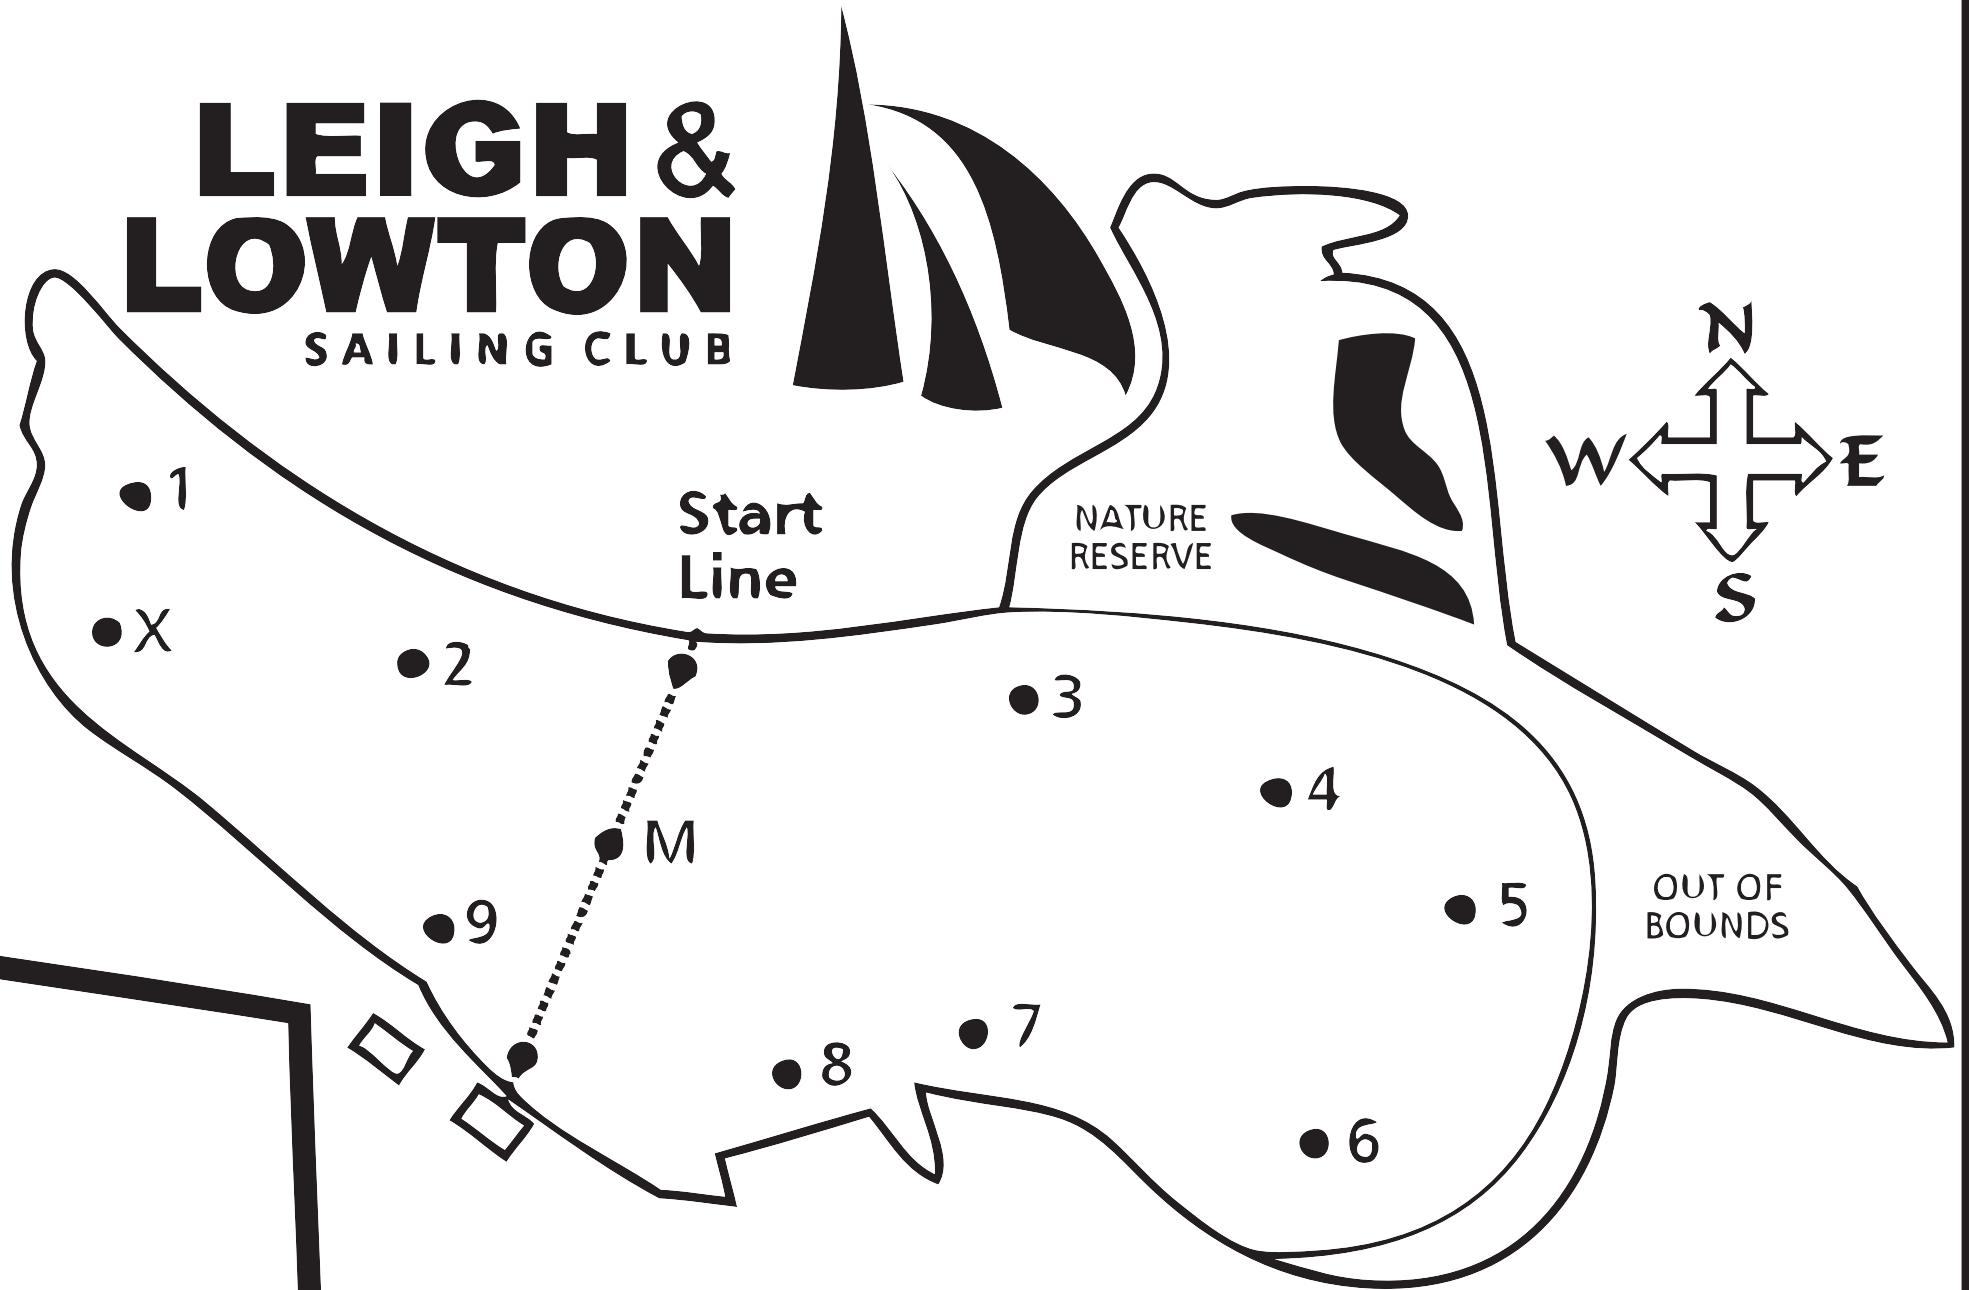 LEIGH &
LOWTON
SAILING CLUB
N
W E
S
1
Start
Line
NATURE
RESERVE
X
2
3
4
M
5
OUT OF
BOUNDS
9
7
8
6